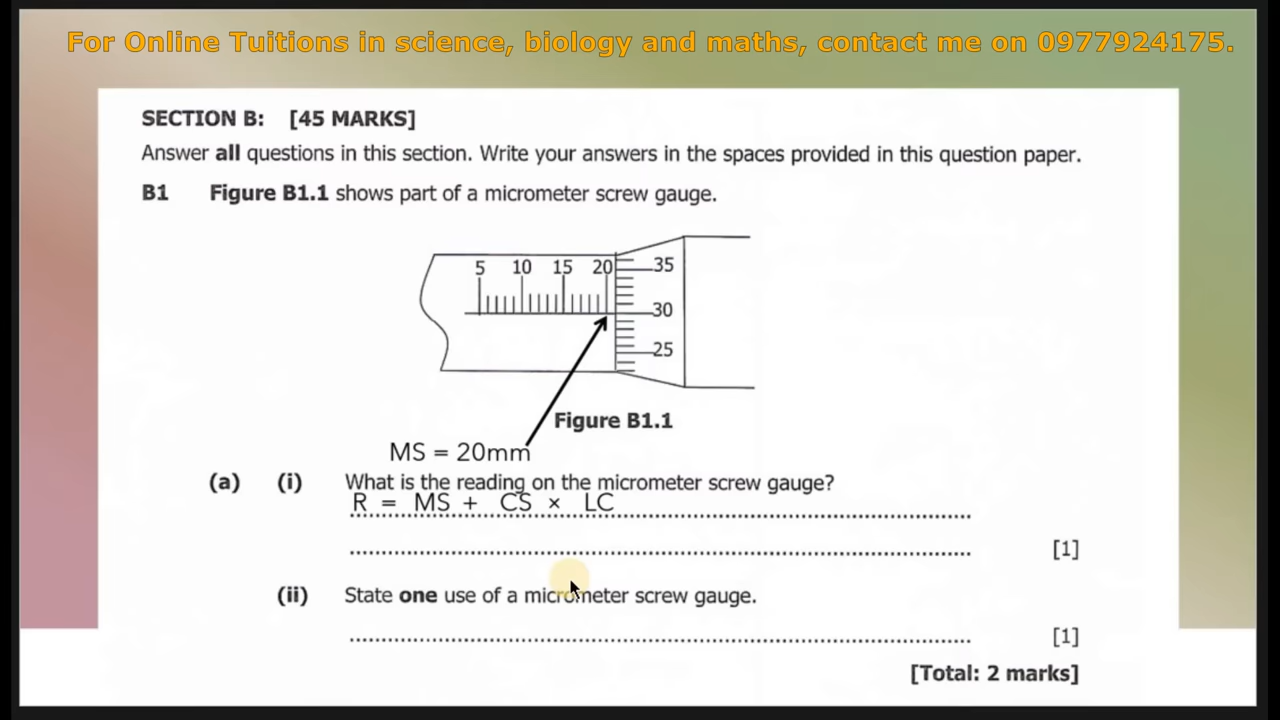 For Online Tuitions in science, biology and maths, contact me on 0977924175.
SECTION B: [45 MARKS]
Answer all questions in this section. Write your answers in the spaces provided in this question paper.
B1 Figure B1.1 shows part of a micrometer screw gauge.
5 10 15 20 35
30
25
Figure B1.1
MS = 20mm
(a) (i) What is the reading on the micrometer screw gauge?
R = MS + CS × LC
[1]
(ii) State one use of a micrometer screw gauge.
[1]
[Total: 2 marks]